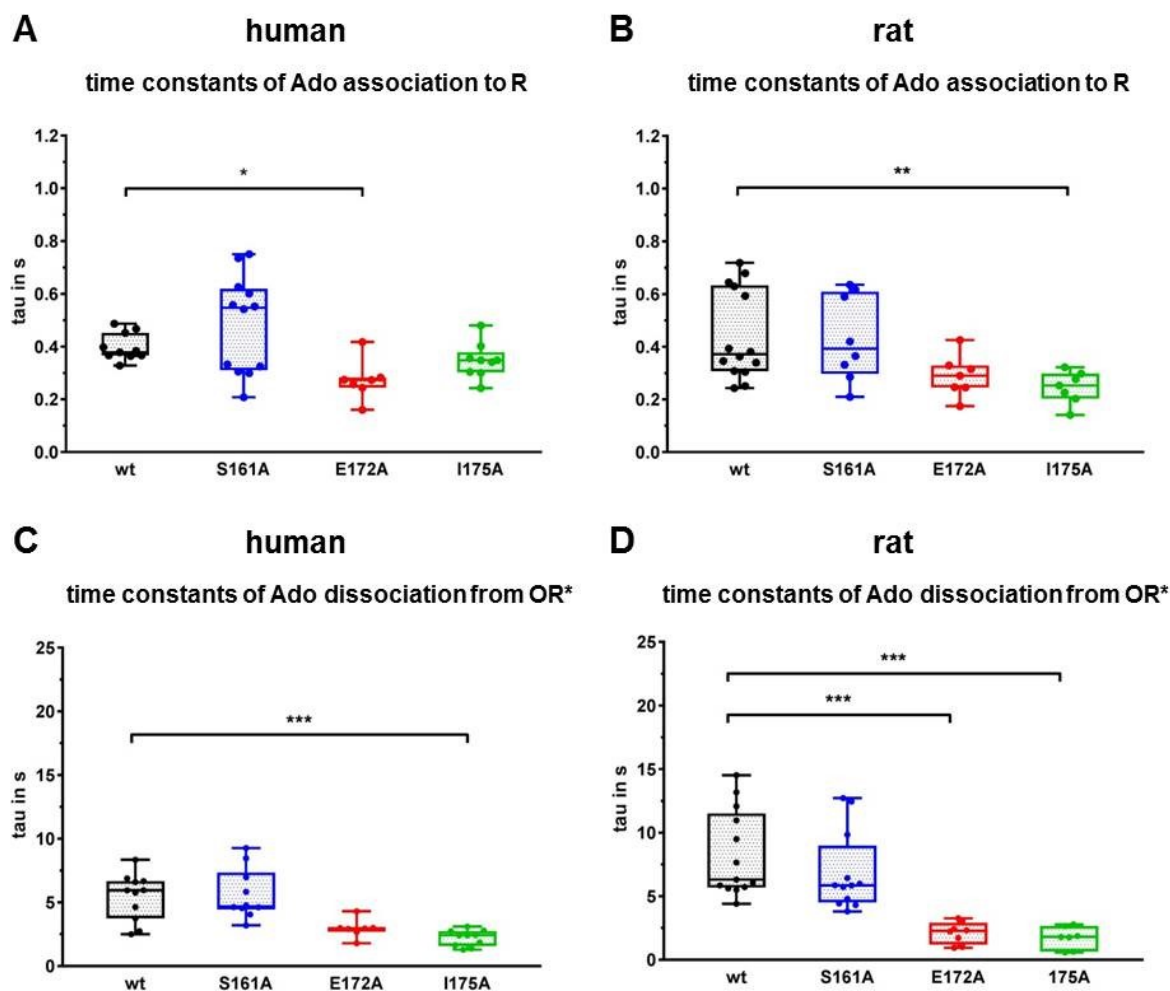 A human
time constants of Ado association to R
1.2
1.0
0.8
0.6
0.4
0.2
0.0
tau in s
*
wt S161A E172A I175A
B rat
time constants of Ado association to R
1.2
1.0
0.8
0.6
0.4
0.2
0.0
tau in s
**
wt S161A E172A I175A
C human
time constants of Ado dissociation from OR*
25
20
15
10
5
0
tau in s
***
wt S161A E172A I175A
D rat
time constants of Ado dissociation from OR*
25
20
15
10
5
0
tau in s
***
***
wt S161A E172A 175A